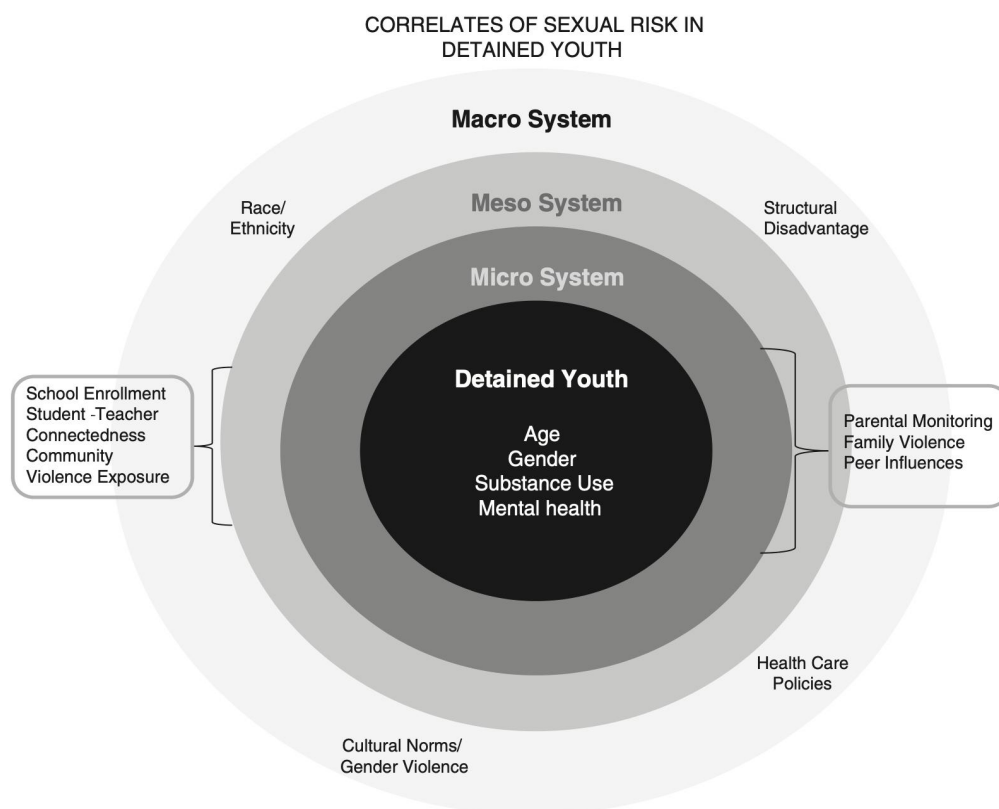 CORRELATES OF SEXUAL RISK IN
DETAINED YOUTH
Macro System
Meso System
Race/
Ethnicity
Structural
Disadvantage
Micro System
Detained Youth
Age
Gender
Substance Use
Mental health
School Enrollment
Student -Teacher
Connectedness
Community
Violence Exposure
Parental Monitoring
Family Violence
Peer Influences
Health Care
Policies
Cultural Norms/
Gender Violence